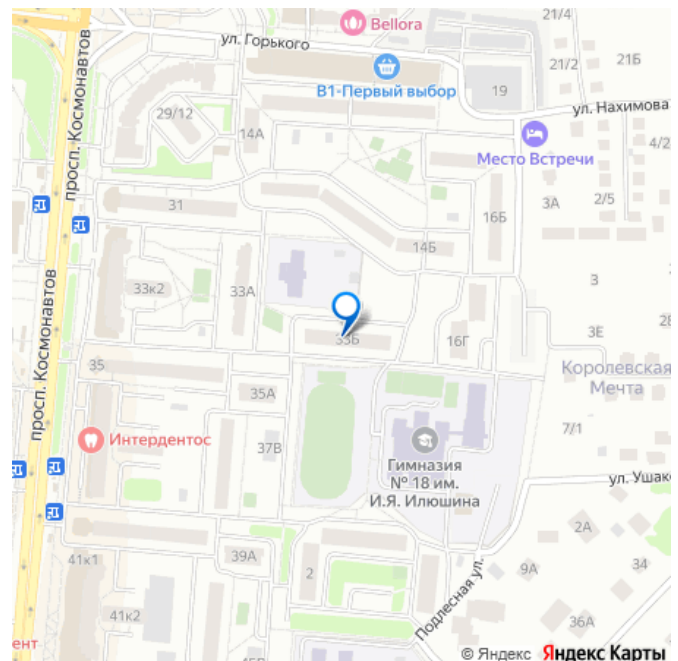 21/4
Bellora
ул. Горького
21/2
21Б
В1-Первый выбор
19
ул. Нахимова
29/12
14А
4/2
Место Встречи
просп. Космонавтов
31
16Б
3А
2/5
14Б
33к2
33А
3
33Б
16Г
3Е
35
Королевская
Мечта
35А
просп. Космонавтов
Интердентос
37В
7/1
Гимназия
№ 18 им.
И.Я. Илюшина
ул. Ушак
2А
41к1
39А
2
34
9А
Подлесная ул.
41к2
36А
ент
© Яндекс Яндекс Карты